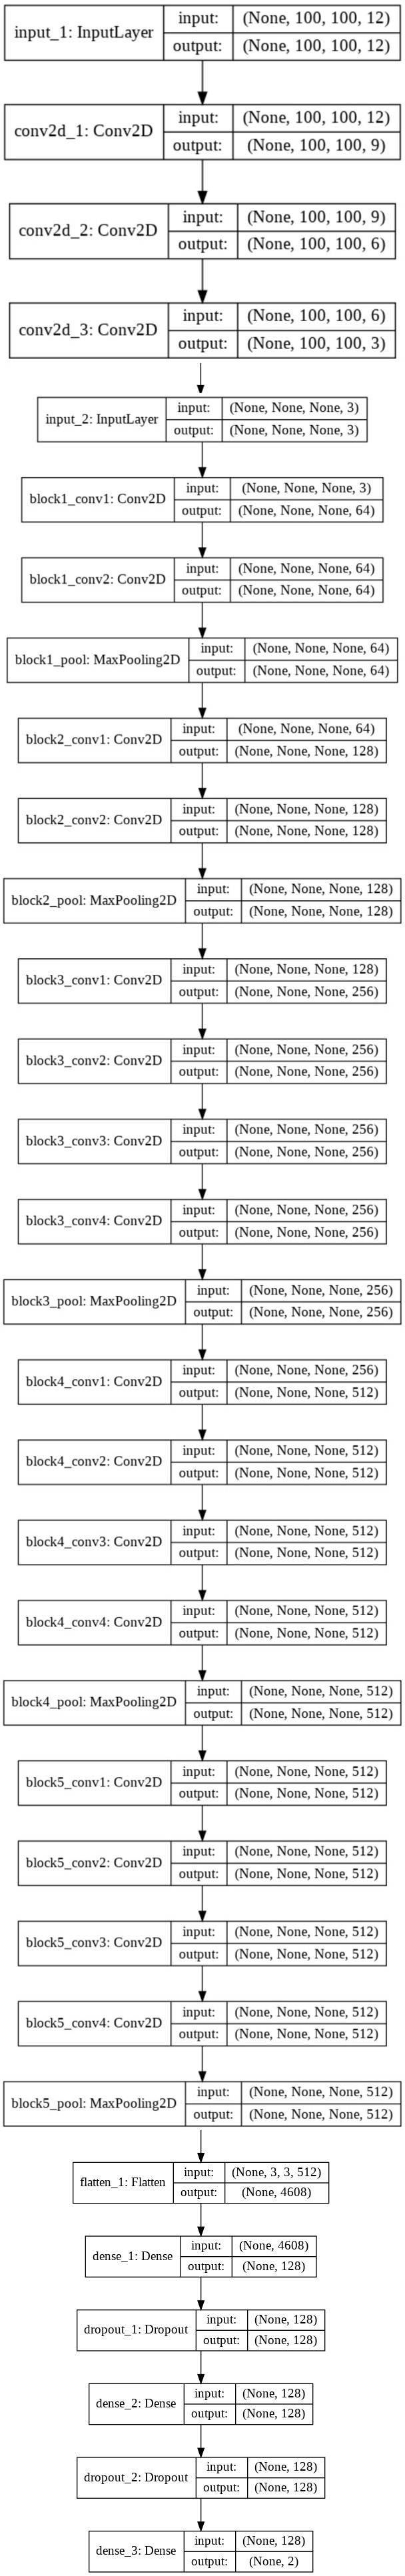 input_1: InputLayer
input: (None, 100, 100, 12)
output: (None, 100, 100, 12)
conv2d_1: Conv2D
input: (None, 100, 100, 12)
output: (None, 100, 100, 9)
conv2d_2: Conv2D
input: (None, 100, 100, 9)
output: (None, 100, 100, 6)
conv2d_3: Conv2D
input: (None, 100, 100, 6)
output: (None, 100, 100, 3)
input_2: InputLayer
input: (None, None, None, 3)
output: (None, None, None, 3)
block1_conv1: Conv2D
input: (None, None, None, 3)
output: (None, None, None, 64)
block1_conv2: Conv2D
input: (None, None, None, 64)
output: (None, None, None, 64)
block1_pool: MaxPooling2D
input: (None, None, None, 64)
output: (None, None, None, 64)
block2_conv1: Conv2D
input: (None, None, None, 64)
output: (None, None, None, 128)
block2_conv2: Conv2D
input: (None, None, None, 128)
output: (None, None, None, 128)
block2_pool: MaxPooling2D
input: (None, None, None, 128)
output: (None, None, None, 128)
block3_conv1: Conv2D
input: (None, None, None, 128)
output: (None, None, None, 256)
block3_conv2: Conv2D
input: (None, None, None, 256)
output: (None, None, None, 256)
block3_conv3: Conv2D
input: (None, None, None, 256)
output: (None, None, None, 256)
block3_conv4: Conv2D
input: (None, None, None, 256)
output: (None, None, None, 256)
block3_pool: MaxPooling2D
input: (None, None, None, 256)
output: (None, None, None, 256)
block4_conv1: Conv2D
input: (None, None, None, 256)
output: (None, None, None, 512)
block4_conv2: Conv2D
input: (None, None, None, 512)
output: (None, None, None, 512)
block4_conv3: Conv2D
input: (None, None, None, 512)
output: (None, None, None, 512)
block4_conv4: Conv2D
input: (None, None, None, 512)
output: (None, None, None, 512)
block4_pool: MaxPooling2D
input: (None, None, None, 512)
output: (None, None, None, 512)
block5_conv1: Conv2D
input: (None, None, None, 512)
output: (None, None, None, 512)
block5_conv2: Conv2D
input: (None, None, None, 512)
output: (None, None, None, 512)
block5_conv3: Conv2D
input: (None, None, None, 512)
output: (None, None, None, 512)
block5_conv4: Conv2D
input: (None, None, None, 512)
output: (None, None, None, 512)
block5_pool: MaxPooling2D
input: (None, None, None, 512)
output: (None, None, None, 512)
flatten_1: Flatten
input: (None, 3, 3, 512)
output: (None, 4608)
dense_1: Dense
input: (None, 4608)
output: (None, 128)
dropout_1: Dropout
input: (None, 128)
output: (None, 128)
dense_2: Dense
input: (None, 128)
output: (None, 128)
dropout_2: Dropout
input: (None, 128)
output: (None, 128)
dense_3: Dense
input: (None, 128)
output: (None, 2)